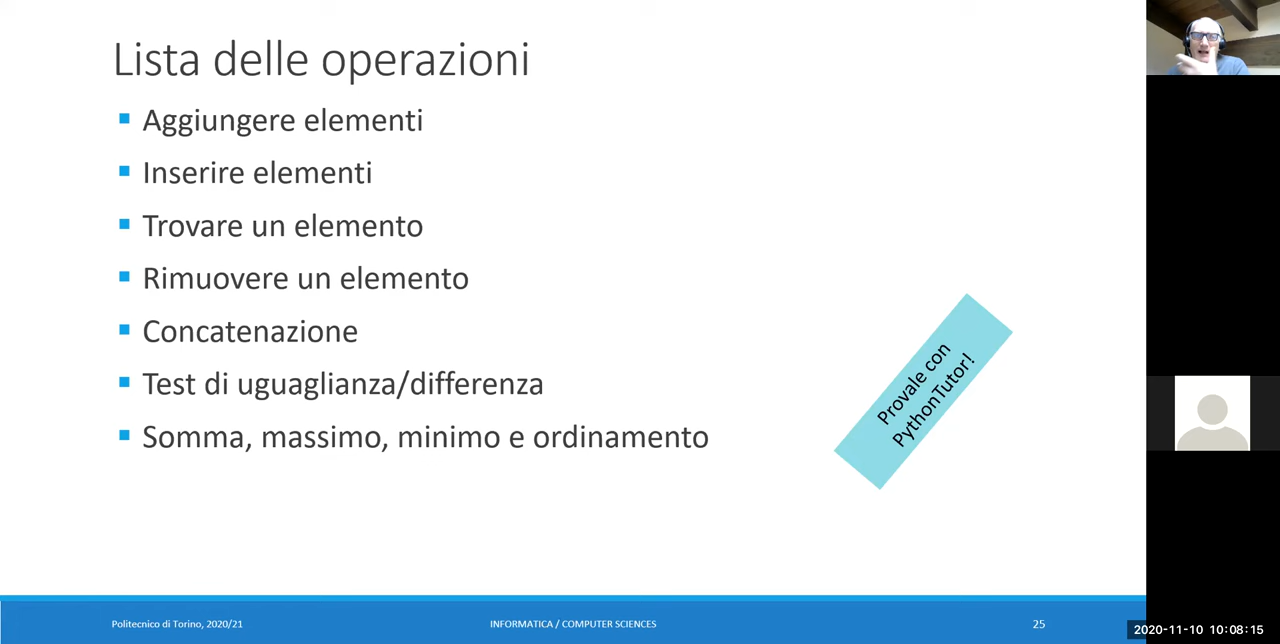 Lista delle operazioni
Aggiungere elementi
Inserire elementi
Trovare un elemento
Rimuovere un elemento
Concatenazione
Test di uguaglianza/differenza
Somma, massimo, minimo e ordinamento
Provale con
PythonTutor!
Politecnico di Torino, 2020/21
INFORMATICA / COMPUTER SCIENCES
25
2020-11-10 10:08:15